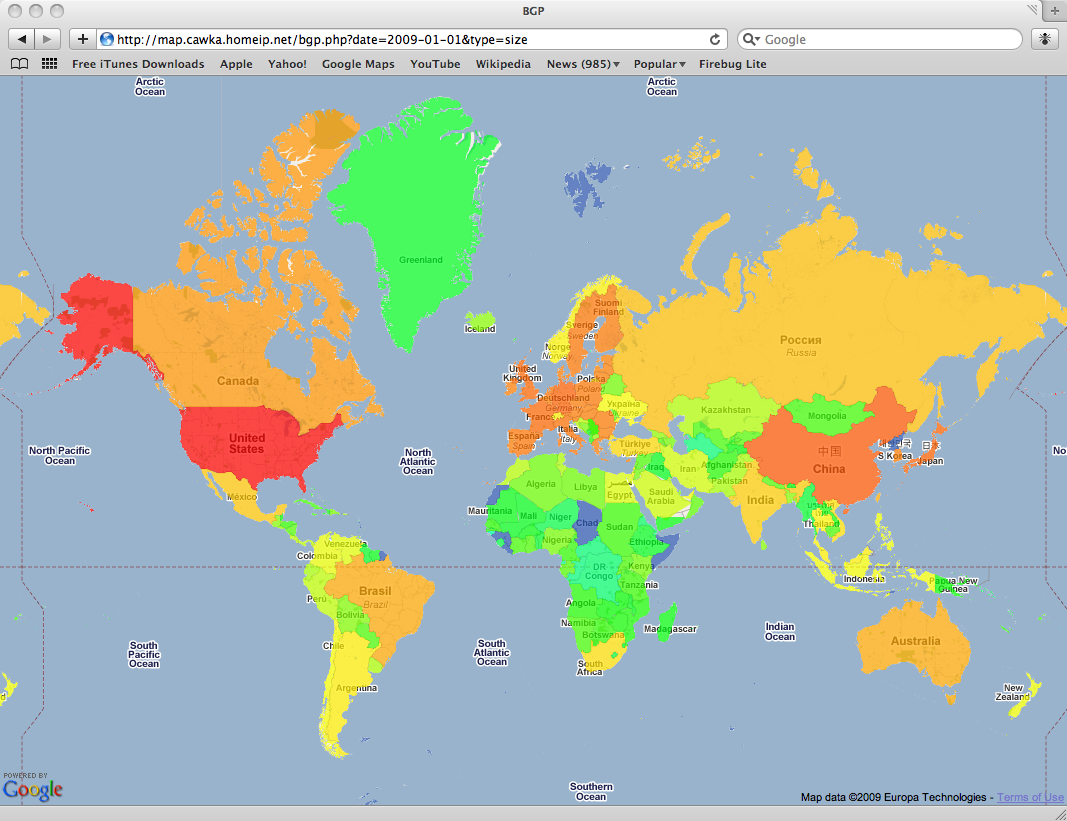 BGP
http://map.cawka.homeip.net/bgp.php?date=2009-01-01&type=size
Google
Free iTunes Downloads Apple Yahoo! Google Maps YouTube Wikipedia News (985) Popular Firebug Lite
Arctic
Ocean
Arctic
Ocean
Greenland
Iceland
Suomi
Finland
Sverige
Sweden
Norge
Norway
Россия
Russia
United
Kingdom
Polska
Poland
Canada
Deutschland
Germany
Україна
Ukraine
France
Kazakhstan
Mongolia
Italia
Italy
España
Spain
Türkiye
Turkey
United
States
North Pacific
Ocean
North
Atlantic
Ocean
中国
China
S Korea
日本
Japan
No
Iraq
Iran
Afghanistan
Pakistan
Algeria
Libya
Egypt
Saudi
Arabia
India
México
Mauritania
Mali
Niger
Chad
Sudan
Thailand
Nigeria
Ethiopia
Venezuela
Colombia
DR
Congo
Kenya
Tanzania
Indonesia
Papua New
Guinea
Brasil
Brazil
Perú
Bolivia
Angola
Namibia
Botswana
Madagascar
Indian
Ocean
Australia
South
Pacific
Ocean
Chile
South
Atlantic
Ocean
South
Africa
Argentina
New
Zealand
d
POWERED BY
Google
Southern
Ocean
Map data ©2009 Europa Technologies - Terms of Use